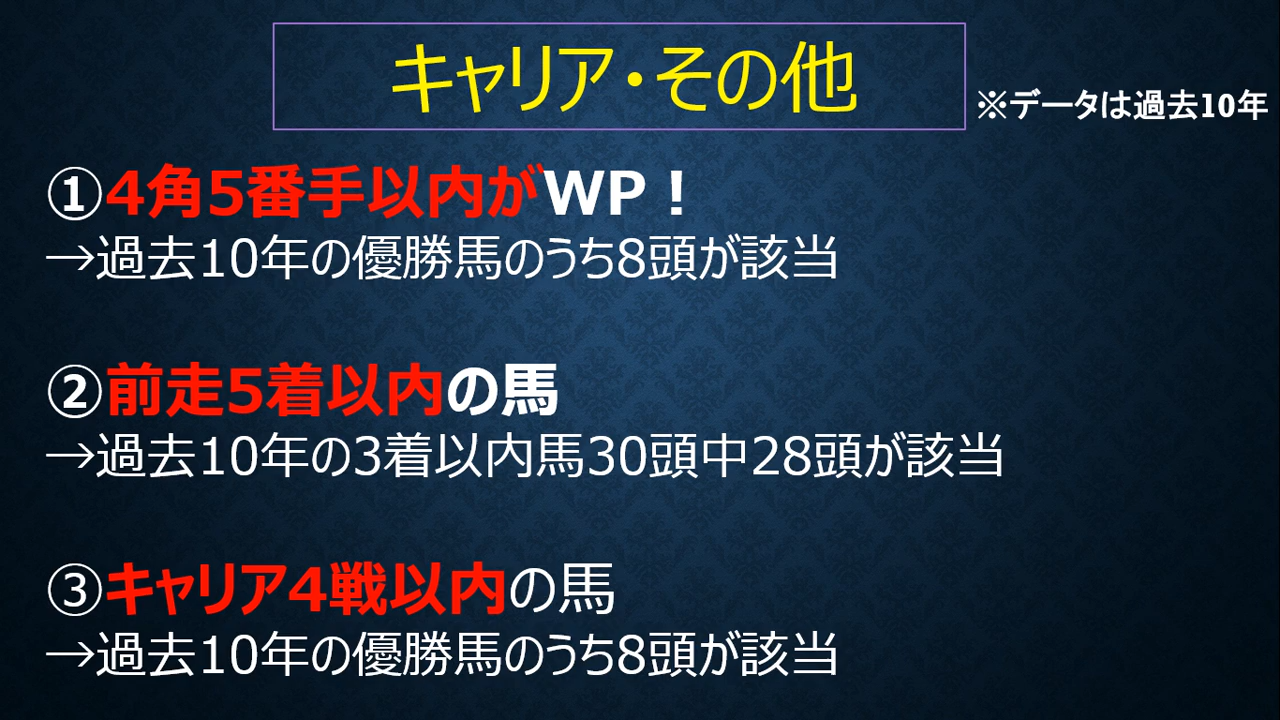 キャリア・その他
※データは過去10年
①4角5番手以内がWP！
→過去10年の優勝馬のうち8頭が該当
②前走5着以内の馬
→過去10年の3着以内馬30頭中28頭が該当
③キャリア4戦以内の馬
→過去10年の優勝馬のうち8頭が該当